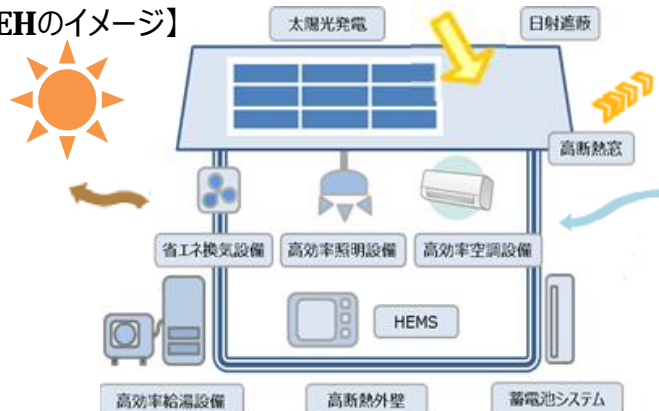 EHのイメージ】
太陽光発電
日射遮蔽
高断熱窓
省エネ換気設備
高効率照明設備
高効率空調設備
HEMS
高効率給湯設備
高断熱外壁
蓄電池システム